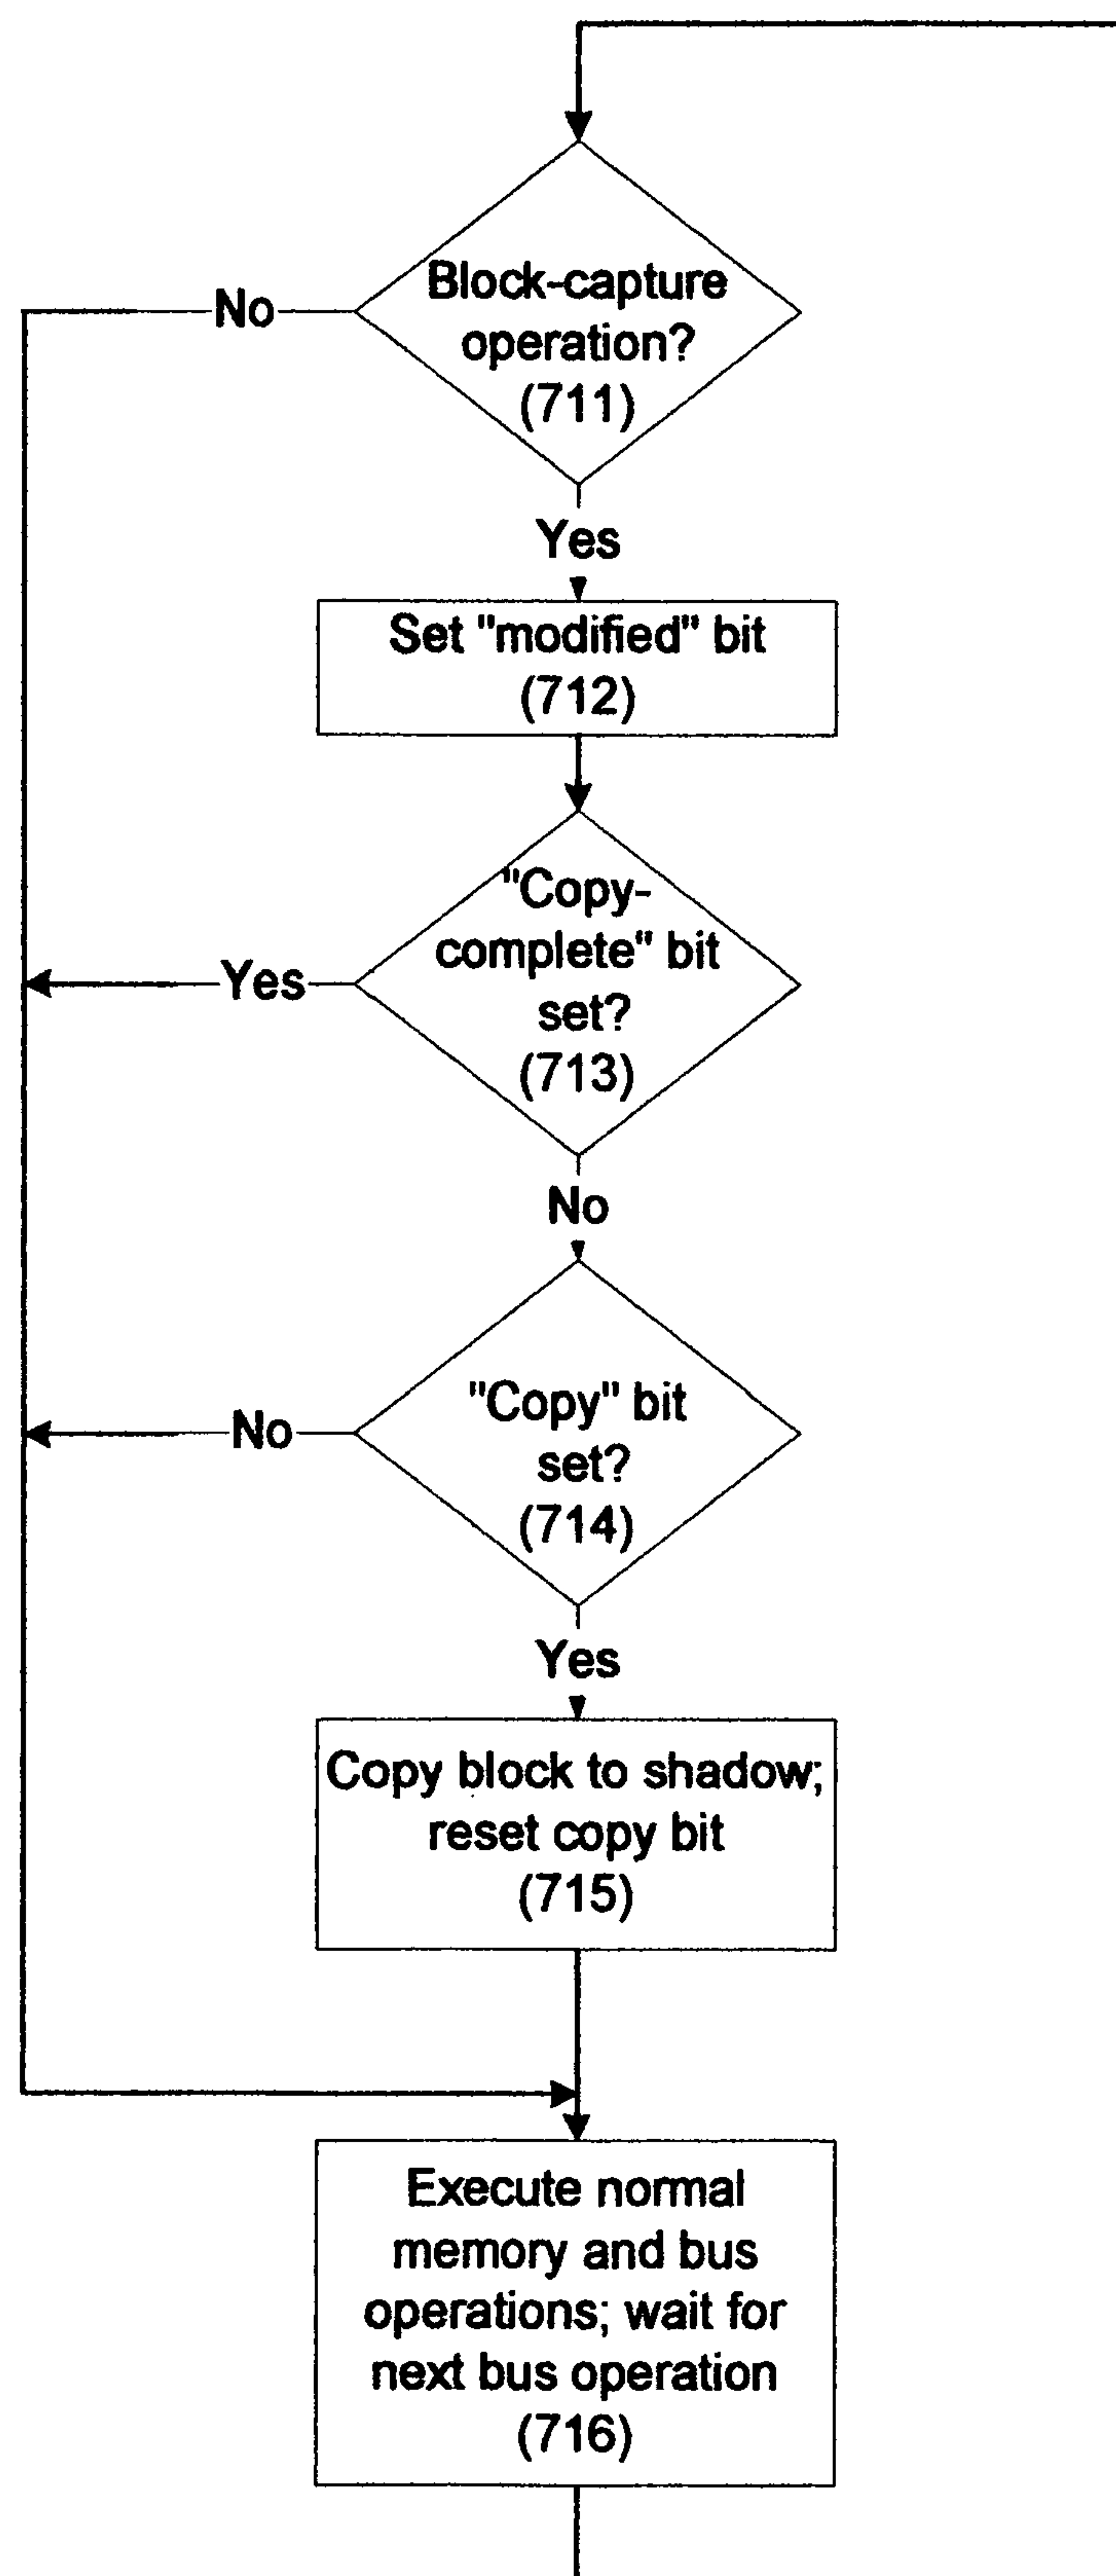 Block-capture
operation?
(711)
No
Yes
Set "modified" bit
(712)
"Copy-
complete" bit
set?
(713)
Yes
No
"Copy" bit
set?
(714)
No
Yes
Copy block to shadow;
reset copy bit
(715)
Execute normal
memory and bus
operations; wait for
next bus operation
(716)